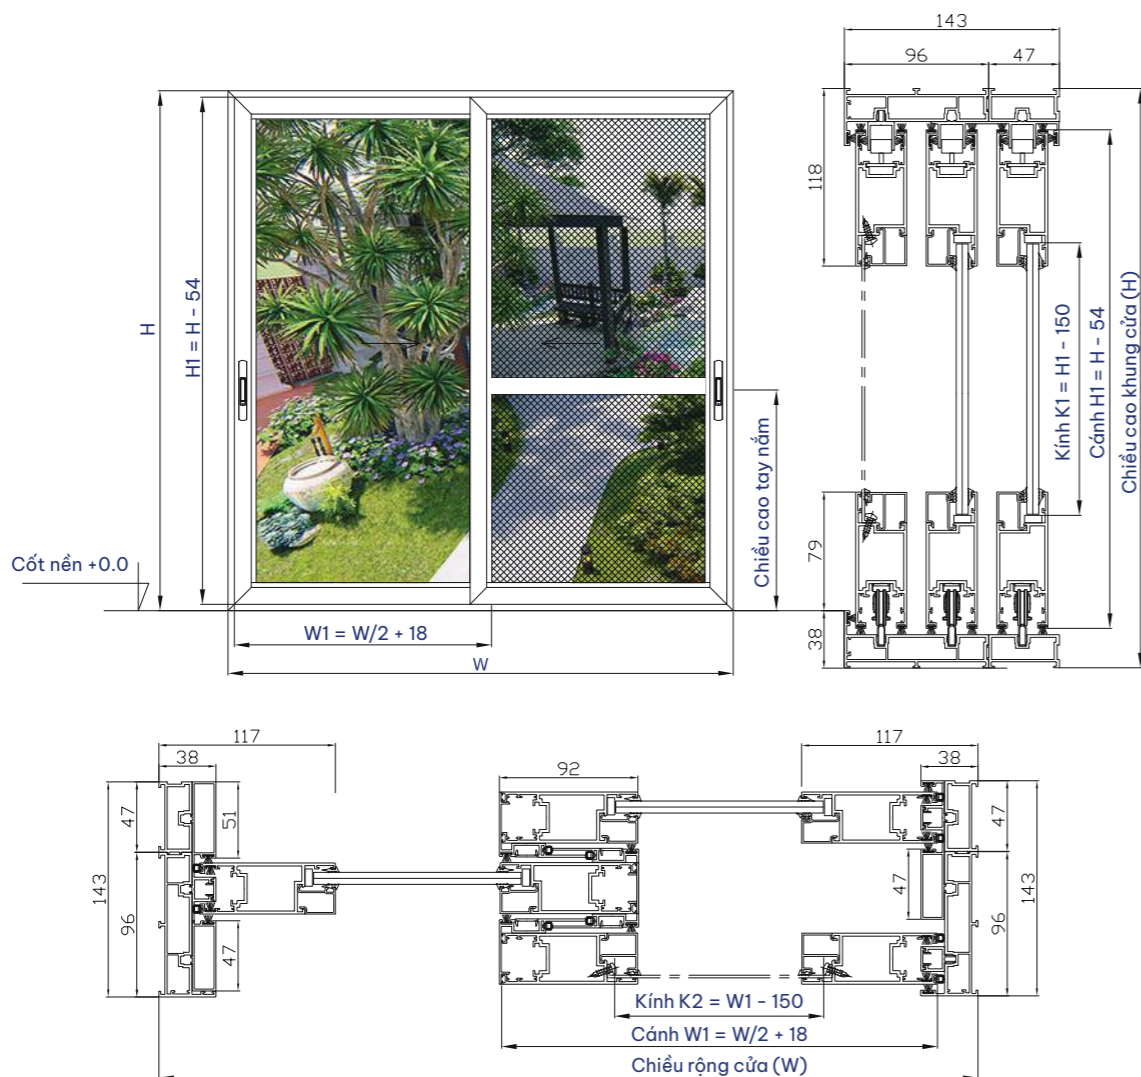 143
96
47
118
H
H1 = H - 54
Kính K1 = H1 - 150
Cánh H1 = H - 54
Chiều cao khung cửa (H)
Chiều cao tay nắm
Cốt nền +0.0
79
38
W1 = W/2 + 18
W
117
38
47
51
143
96
47
92
117
38
47
47
143
96
Kính K2 = W1 - 150
Cánh W1 = W/2 + 18
Chiều rộng cửa (W)